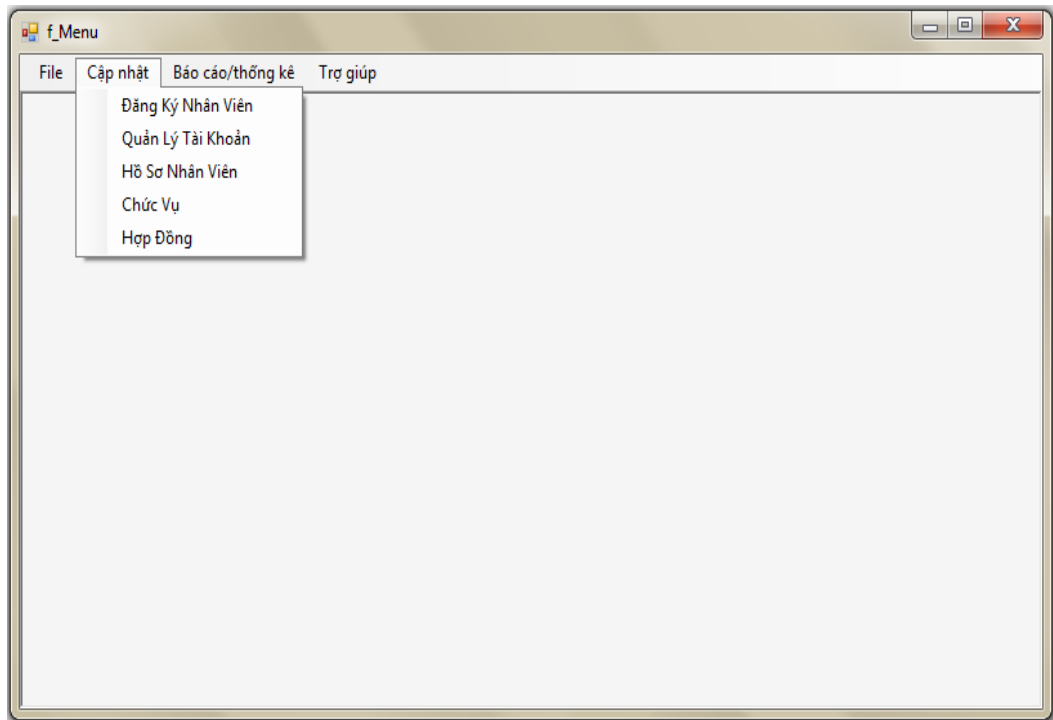 f_Menu
File Cập nhật Báo cáo/thống kê Trợ giúp
Đăng Ký Nhân Viên
Quản Lý Tài Khoản
Hồ Sơ Nhân Viên
Chức Vụ
Hợp Đồng